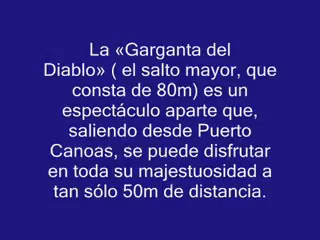 La «Garganta del
Diablo» ( el salto mayor, que
consta de 80m) es un
espectáculo aparte que,
saliendo desde Puerto
Canoas, se puede disfrutar
en toda su majestuosidad a
tan sólo 50m de distancia.